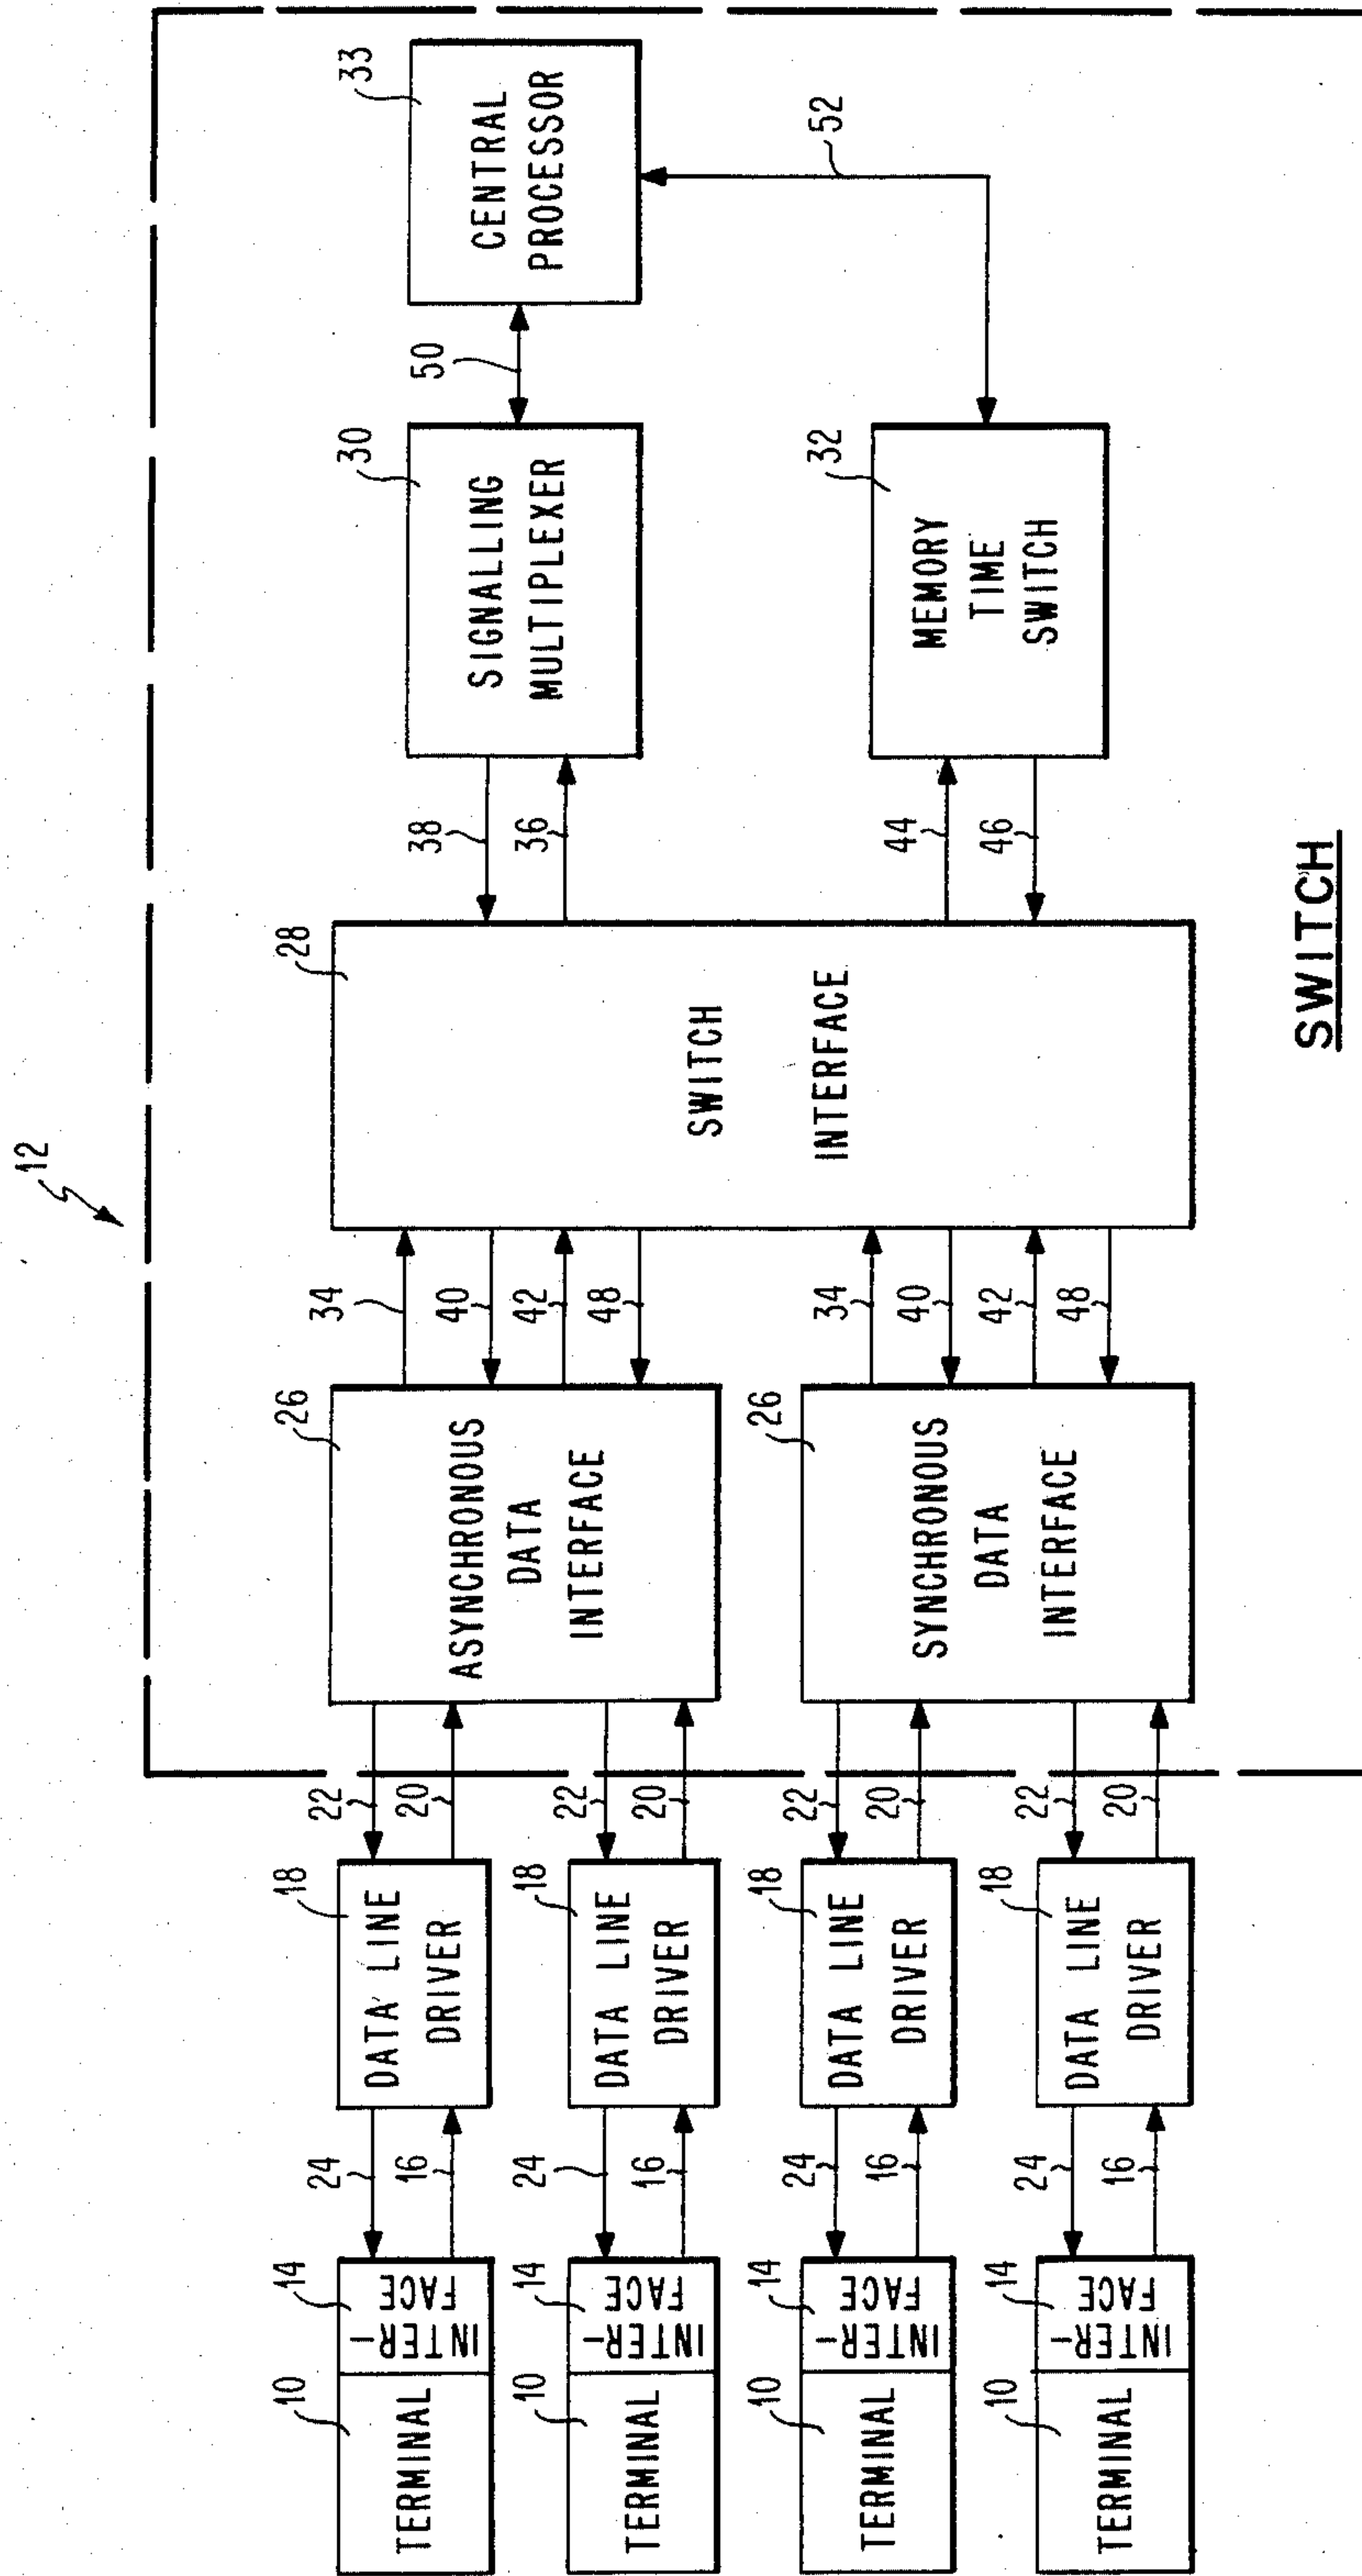 12
33
CENTRAL
PROCESSOR
50
52
30
SIGNALLING
MULTIPLEXER
32
MEMORY
TIME
SWITCH
38
36
44
46
28
SWITCH
INTERFACE
34
40
42
48
34
40
42
48
26
ASYNCHRONOUS
DATA
INTERFACE
26
SYNCHRONOUS
DATA
INTERFACE
22
20
22
20
22
20
22
20
18
DATA LINE
DRIVER
18
DATA LINE
DRIVER
18
DATA LINE
DRIVER
18
DATA LINE
DRIVER
24
16
24
16
24
16
24
16
10
TERMINAL
14
INTER-
FACE
10
TERMINAL
14
INTER-
FACE
10
TERMINAL
14
INTER-
FACE
10
TERMINAL
14
INTER-
FACE
SWITCH